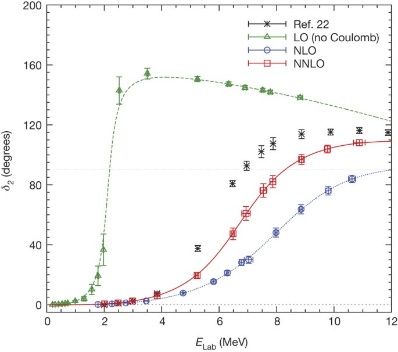 200
160
120
80
40
0
δ₂ (degrees)
Ref. 22
LO (no Coulomb)
NLO
NNLO
0 2 4 6 8 10 12
E_Lab (MeV)